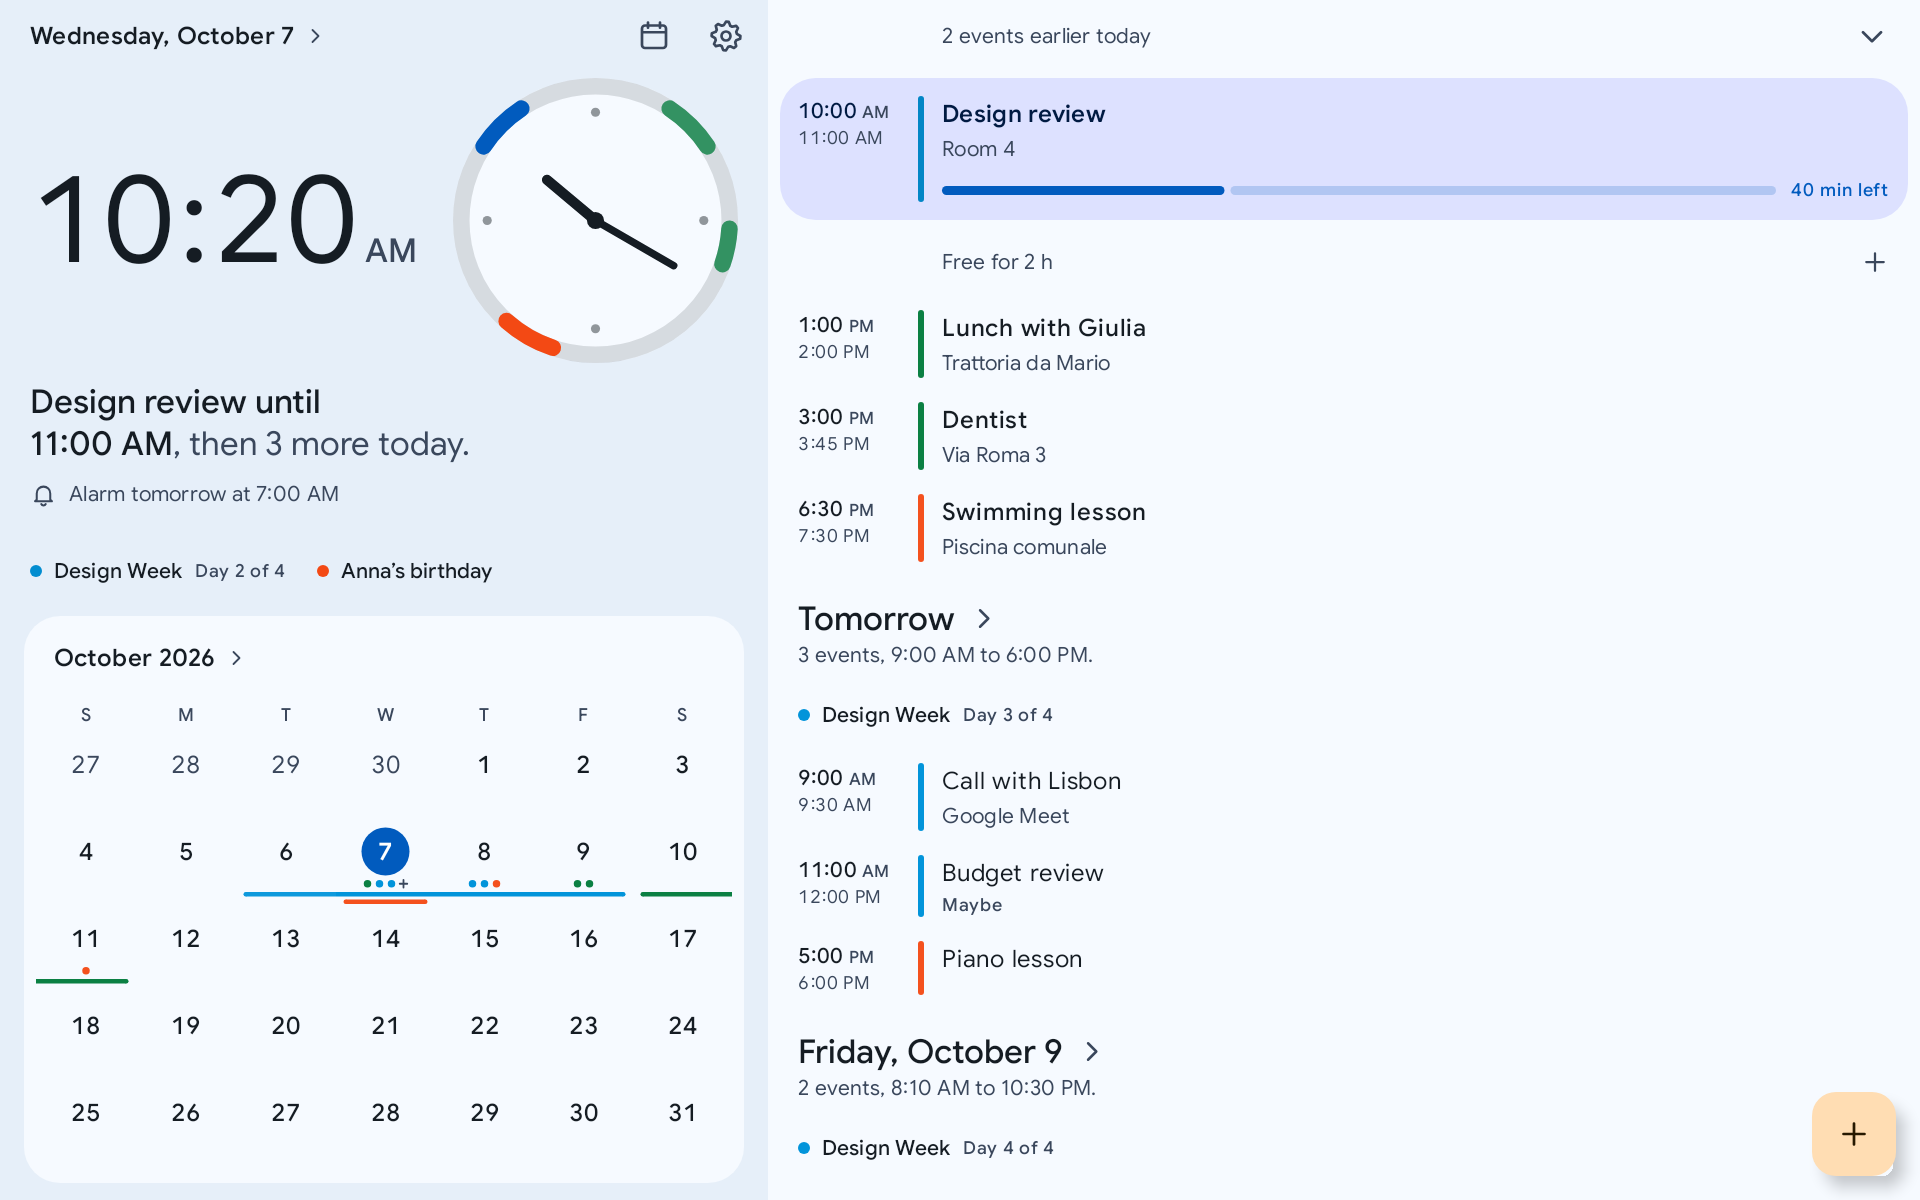 Wednesday, October 7
10:20 AM
Design review until
11:00 AM, then 3 more today.
Alarm tomorrow at 7:00 AM
Design Week Day 2 of 4 Anna’s birthday
October 2026
S M T W T F S
27 28 29 30 1 2 3
4 5 6 7 8 9 10
+
11 12 13 14 15 16 17
18 19 20 21 22 23 24
25 26 27 28 29 30 31
2 events earlier today
10:00 AM Design review
11:00 AM
Room 4
40 min left
Free for 2 h
1:00 PM Lunch with Giulia
2:00 PM
Trattoria da Mario
3:00 PM Dentist
3:45 PM
Via Roma 3
6:30 PM Swimming lesson
7:30 PM
Piscina comunale
Tomorrow
3 events, 9:00 AM to 6:00 PM.
Design Week Day 3 of 4
9:00 AM Call with Lisbon
9:30 AM
Google Meet
11:00 AM Budget review
12:00 PM
Maybe
5:00 PM Piano lesson
6:00 PM
Friday, October 9
2 events, 8:10 AM to 10:30 PM.
Design Week Day 4 of 4